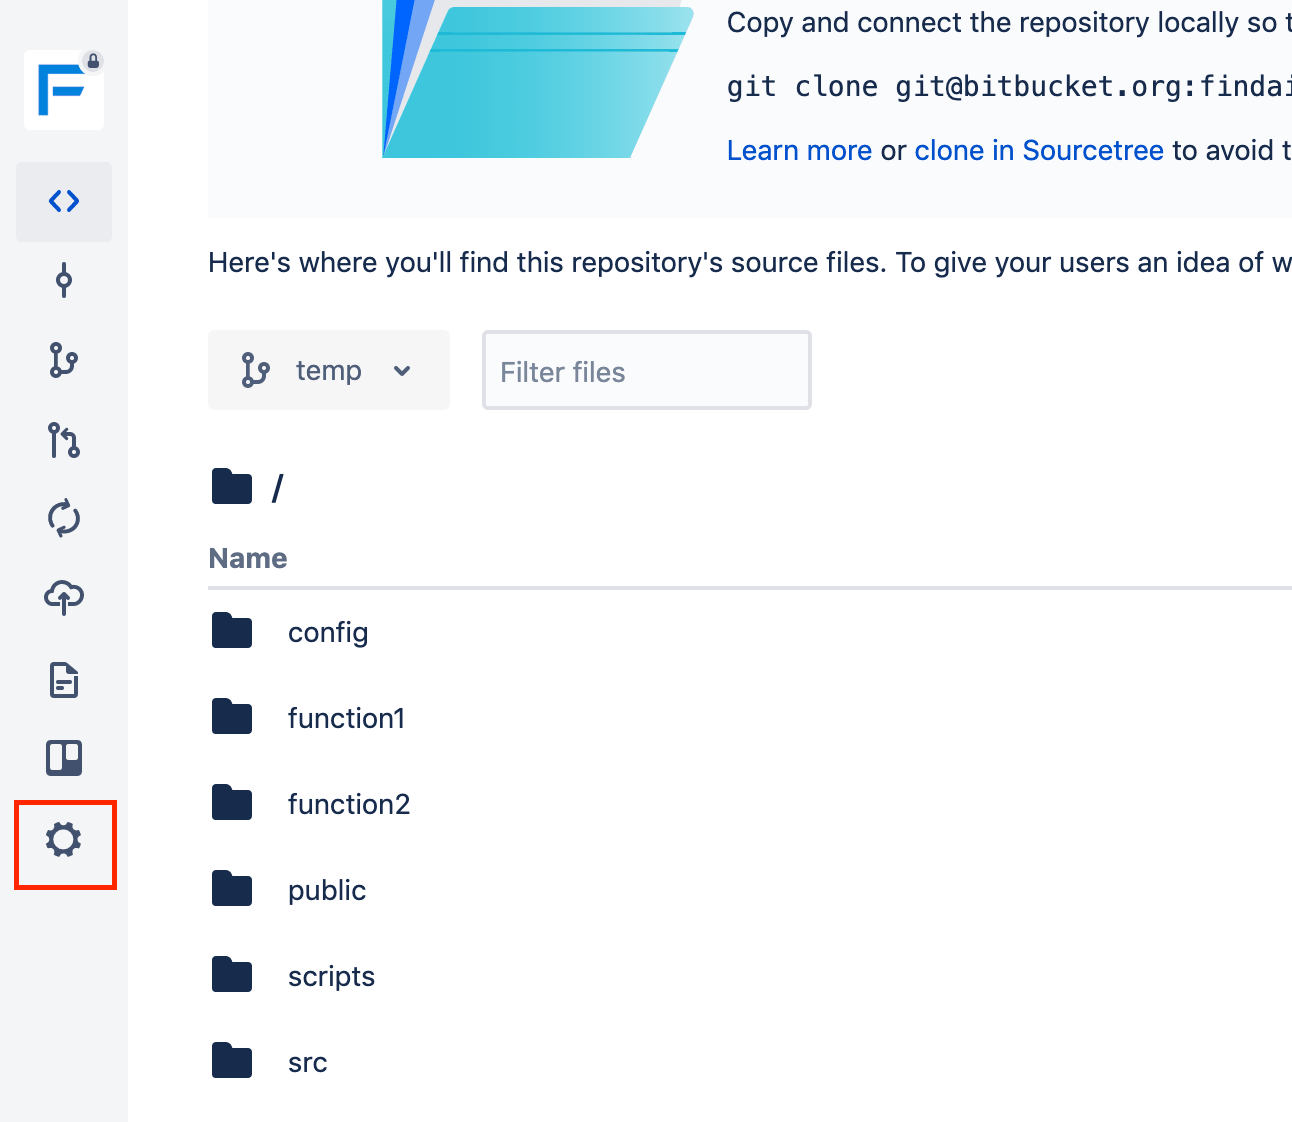 Copy and connect the repository locally so
git clone git@bitbucket.org:findai
Learn more or clone in Sourcetree to avoid
Here's where you'll find this repository's source files. To give your users an idea of
temp
Filter files
/
Name
config
function1
function2
public
scripts
src